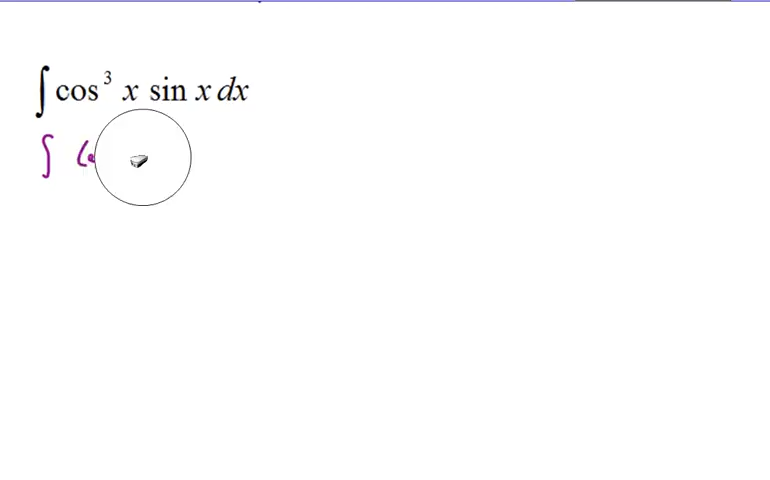 ∫ cos³ x sin x dx
∫